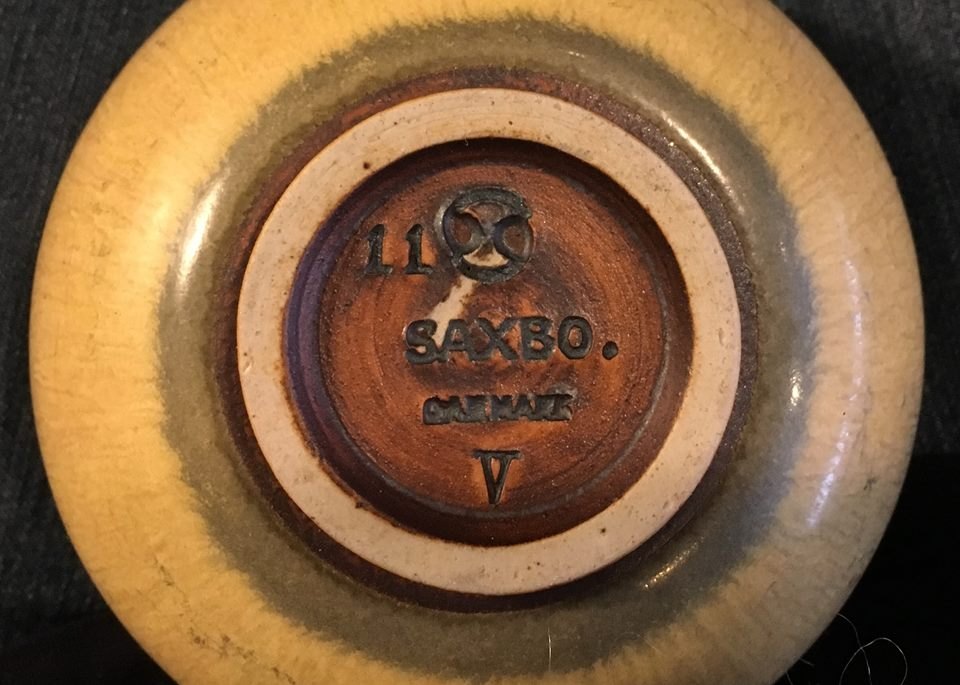 11
SAXBO.
DANMARK
V